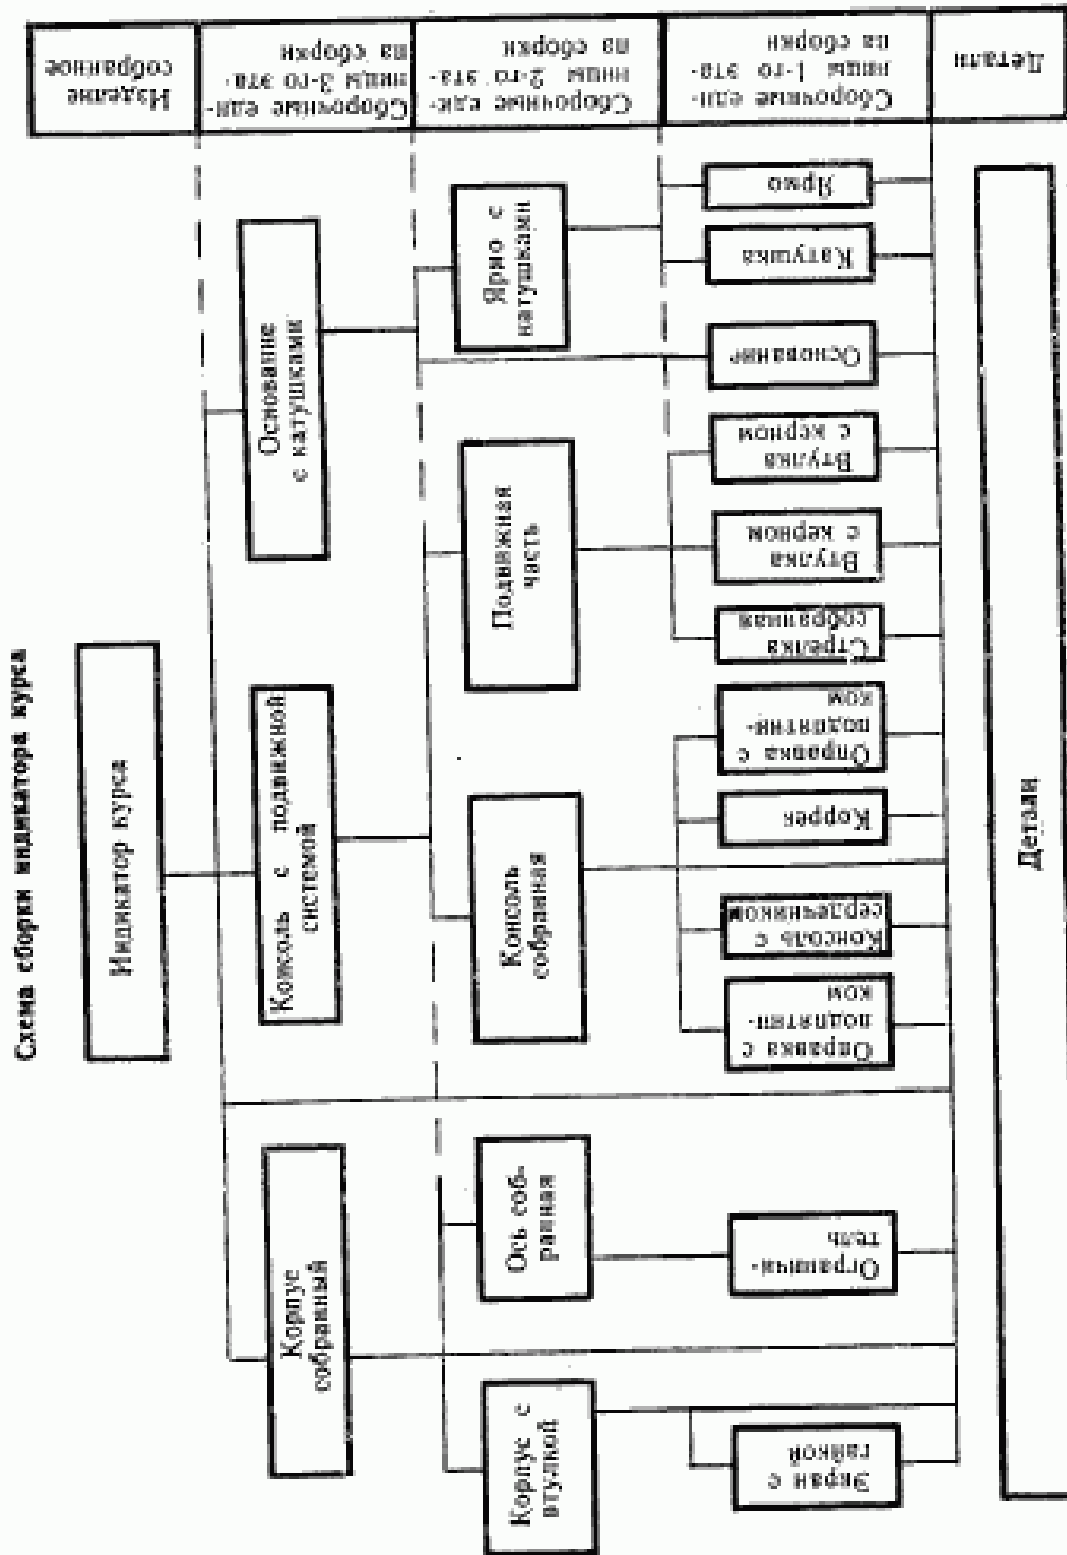 Схема сборки индикатора курса
Индикатор курса
Изделие
собранное
Корпус
собранный
Консоль с подвижной
системой
Основание
с катушками
Сборочные еди-
ницы 3-го эта-
па сборки
Корпус с
втулкой
Ось соб-
ранная
Консоль
собранная
Подвижная
часть
Ярмо с
катушками
Сборочные еди-
ницы 2-го эта-
па сборки
Экран с
гайкой
Ограничи-
тель
Оправка с
подпятни-
ком
Консоль с
сердечником
Коррек
Оправка с
подпятни-
ком
Стрелка
собранная
Втулка
с керном
Втулка
с керном
Основание
Катушка
Ярмо
Сборочные еди-
ницы 1-го эта-
па сборки
Детали
Детали